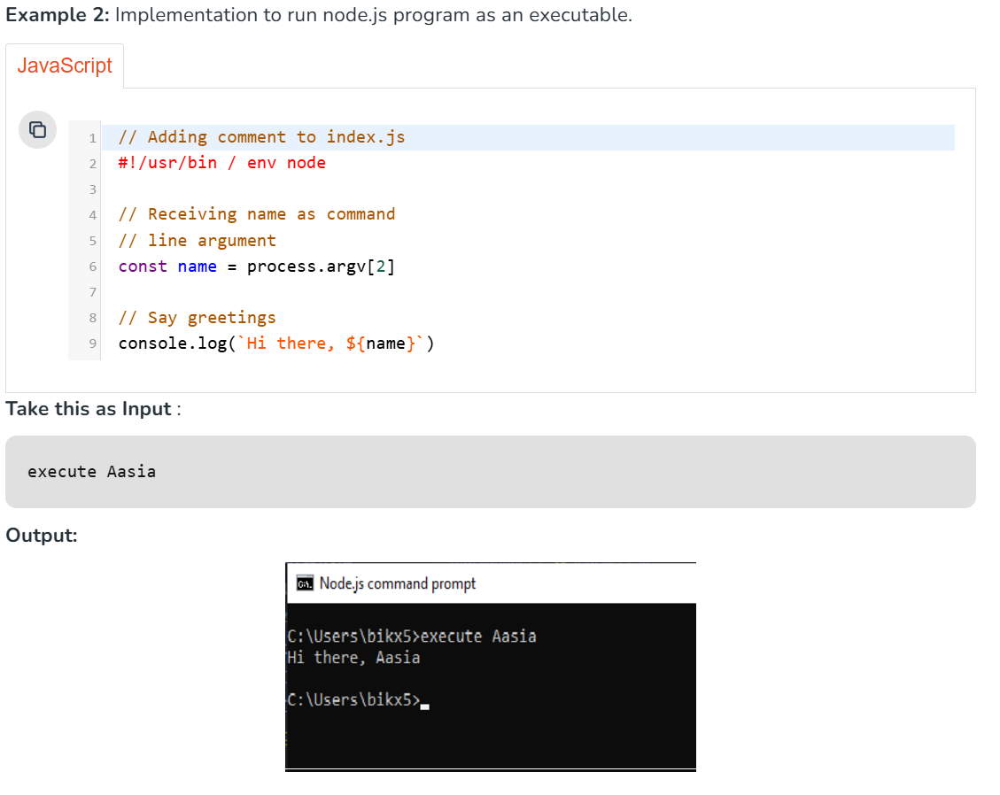 Example 2: Implementation to run node.js program as an executable.
JavaScript
1 // Adding comment to index.js
2 #!/usr/bin / env node
3
4 // Receiving name as command
5 // line argument
6 const name = process.argv[2]
7
8 // Say greetings
9 console.log(`Hi there, ${name}`)
Take this as Input :
execute Aasia
Output:
C:\. Node.js command prompt
C:\Users\bikx5>execute Aasia
Hi there, Aasia
C:\Users\bikx5>